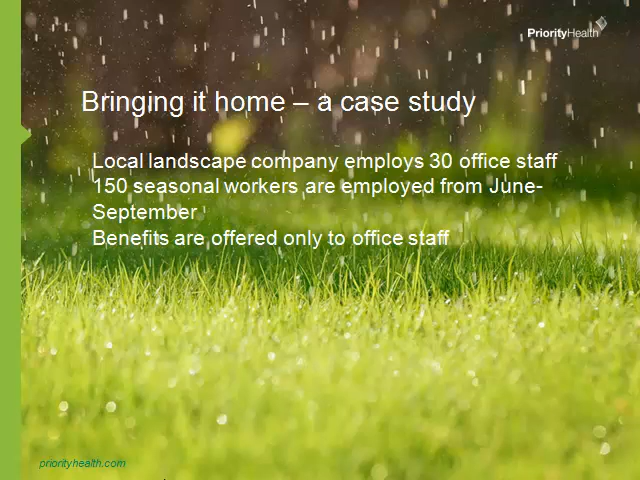 PriorityHealth
Bringing it home – a case study
Local landscape company employs 30 office staff
150 seasonal workers are employed from June-
September
Benefits are offered only to office staff
priorityhealth.com